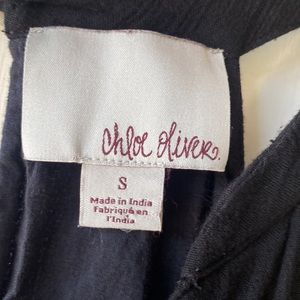 Chloe Oliver.
S
Made in India
Fabriqué en
l'Inde